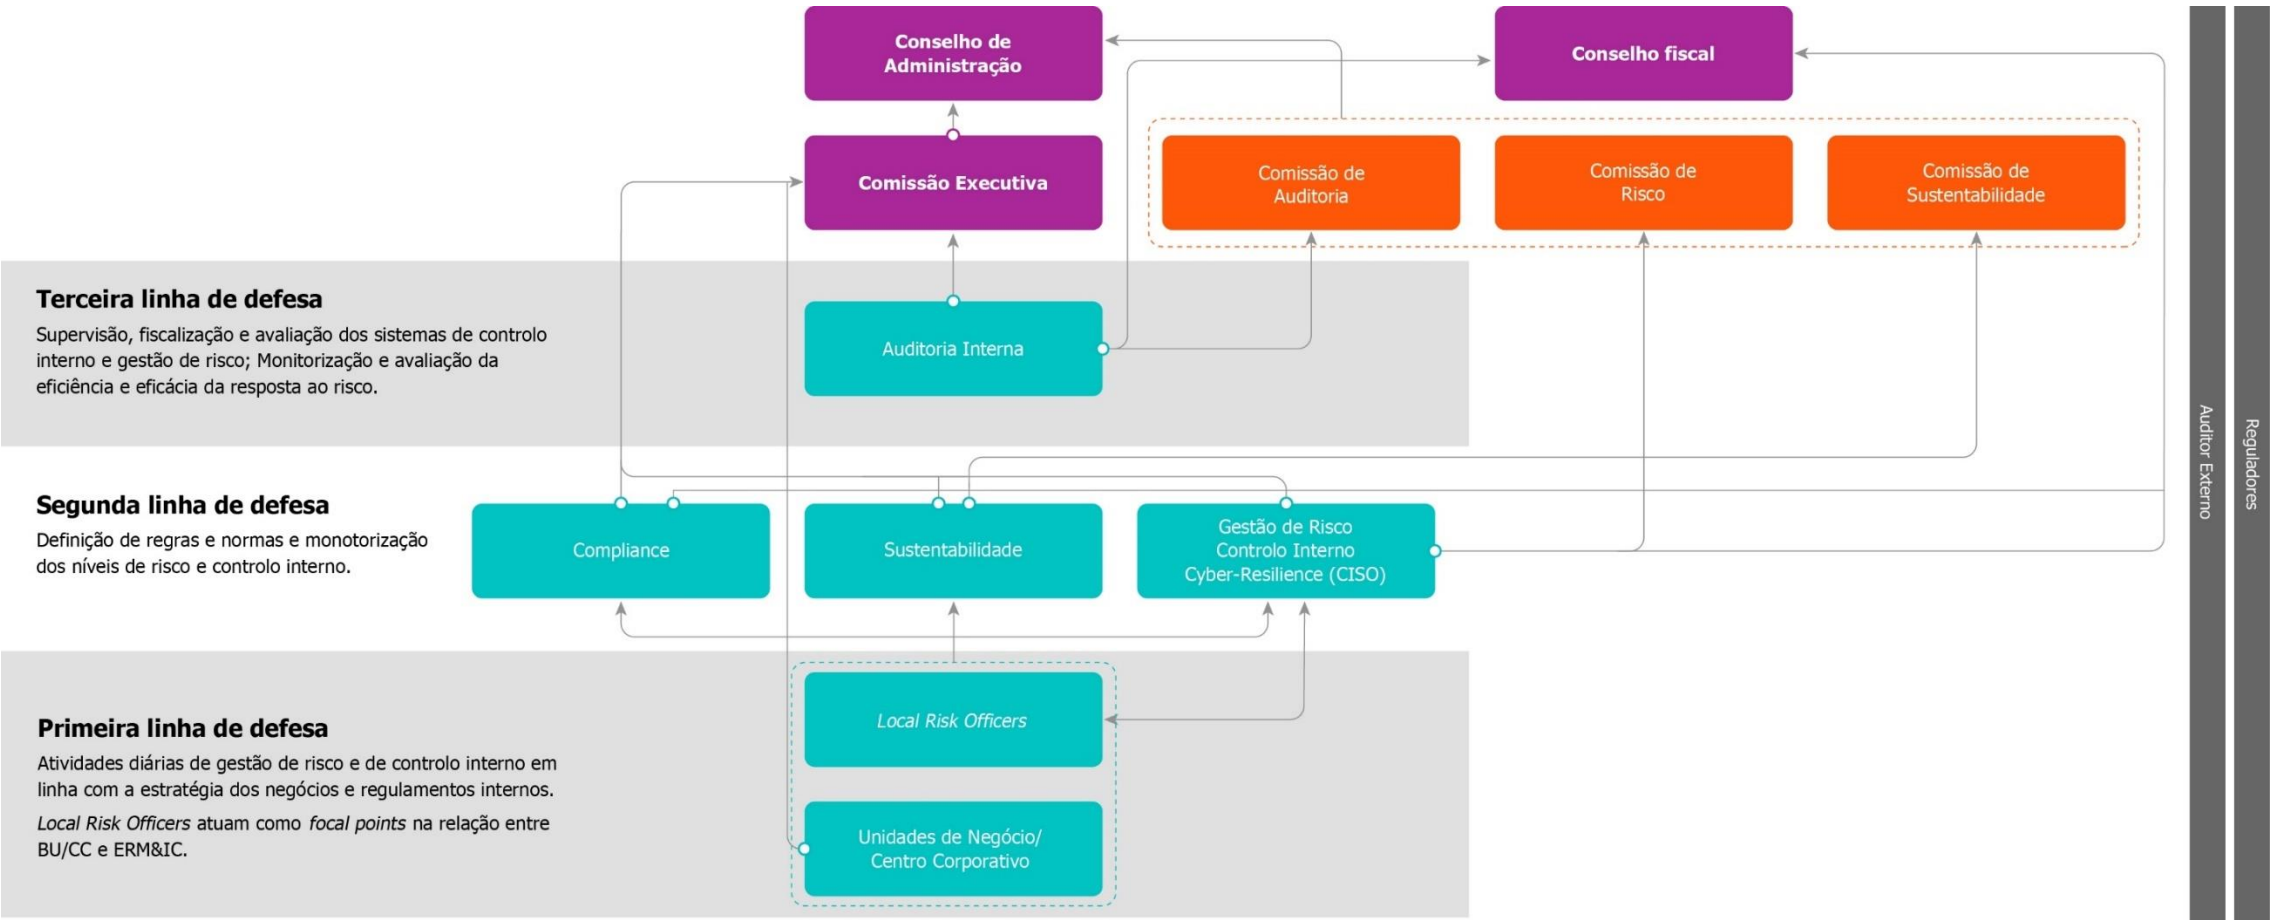 Conselho de
Administração
Conselho fiscal
Comissão Executiva
Comissão de
Auditoria
Comissão de
Risco
Comissão de
Sustentabilidade
Terceira linha de defesa
Supervisão, fiscalização e avaliação dos sistemas de controlo
interno e gestão de risco; Monitorização e avaliação da
eficiência e eficácia da resposta ao risco.
Auditoria Interna
Segunda linha de defesa
Definição de regras e normas e monotorização
dos níveis de risco e controlo interno.
Compliance
Sustentabilidade
Gestão de Risco
Controlo Interno
Cyber-Resilience (CISO)
Primeira linha de defesa
Atividades diárias de gestão de risco e de controlo interno em
linha com a estratégia dos negócios e regulamentos internos.
Local Risk Officers atuam como focal points na relação entre
BU/CC e ERM&IC.
Local Risk Officers
Unidades de Negócio/
Centro Corporativo
Auditor Externo
Reguladores